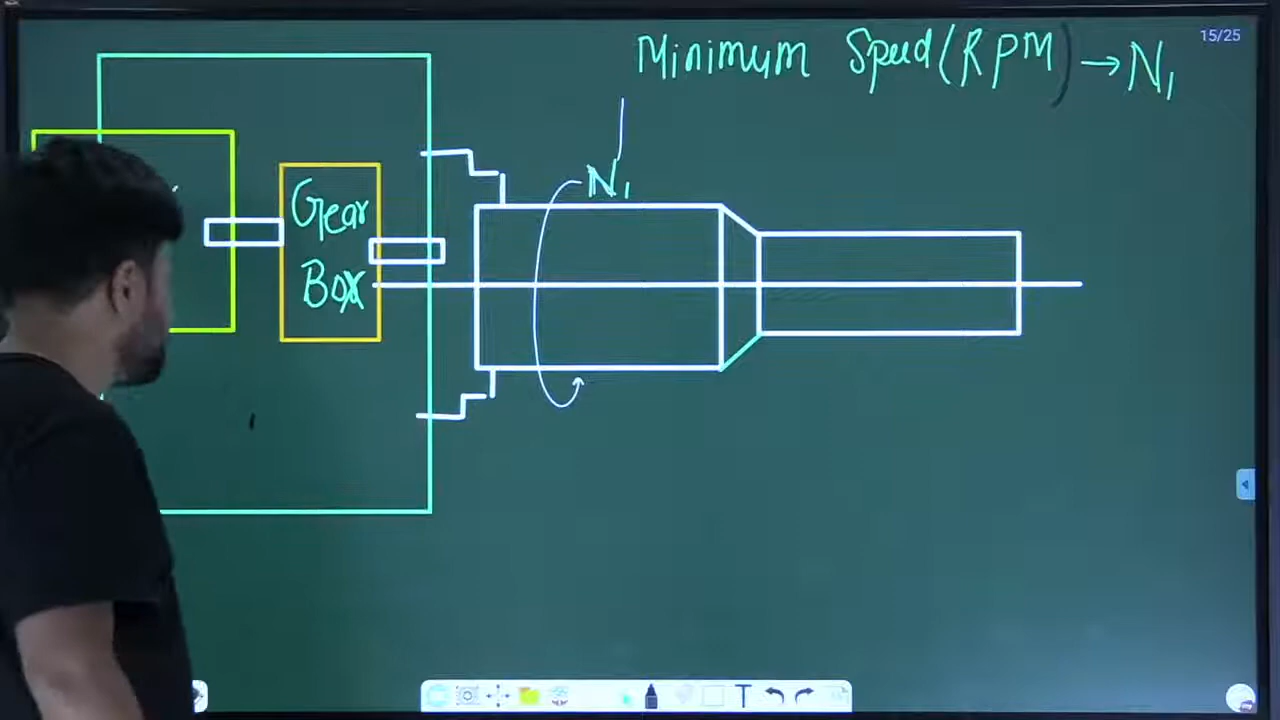 Minimum Speed (RPM) → N₁
15/25
N₁
Gear
Box
T